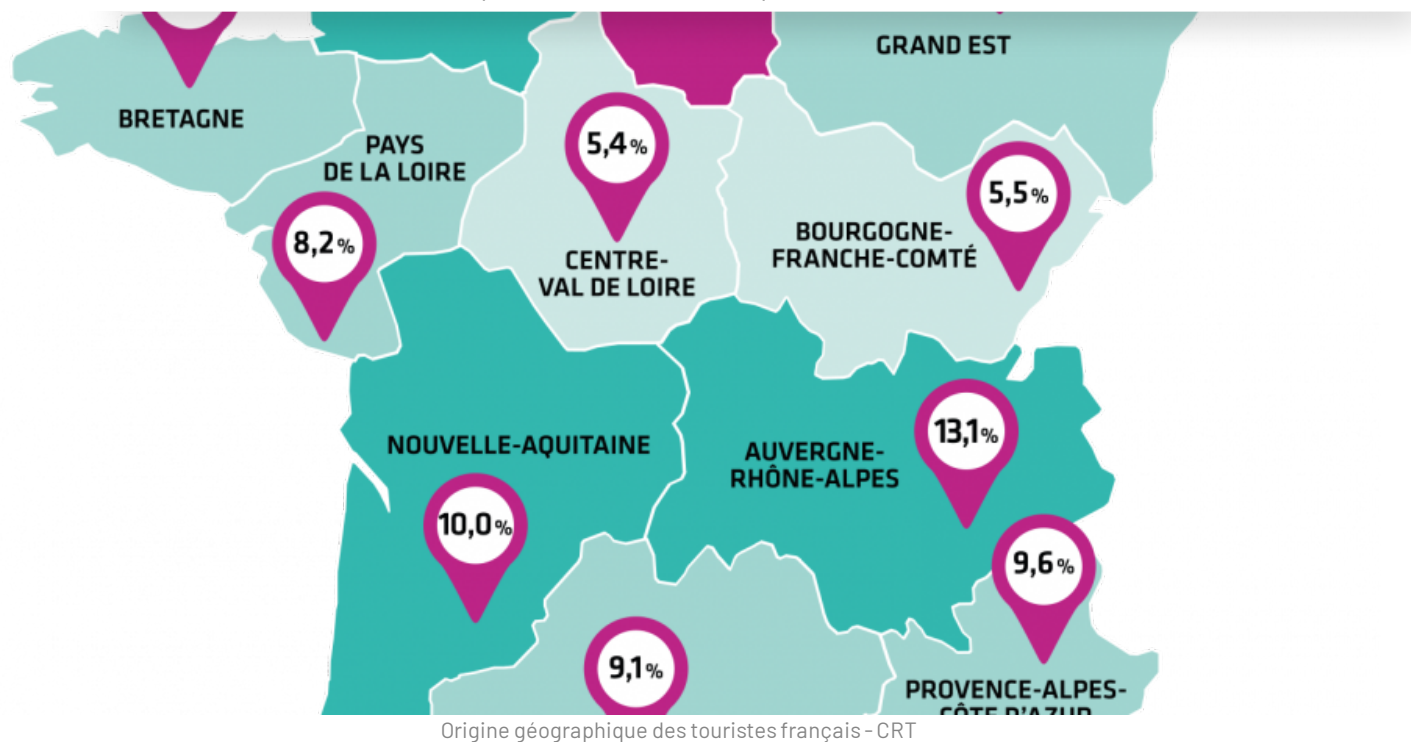 GRAND EST
BRETAGNE
PAYS
DE LA LOIRE
5,4%
5,5%
8,2%
BOURGOGNE-
FRANCHE-COMTÉ
CENTRE-
VAL DE LOIRE
NOUVELLE-AQUITAINE
13,1%
AUVERGNE-
RHÔNE-ALPES
10,0%
9,6%
9,1%
PROVENCE-ALPES-
CÔTE D'AZUR
Origine géographique des touristes français - CRT